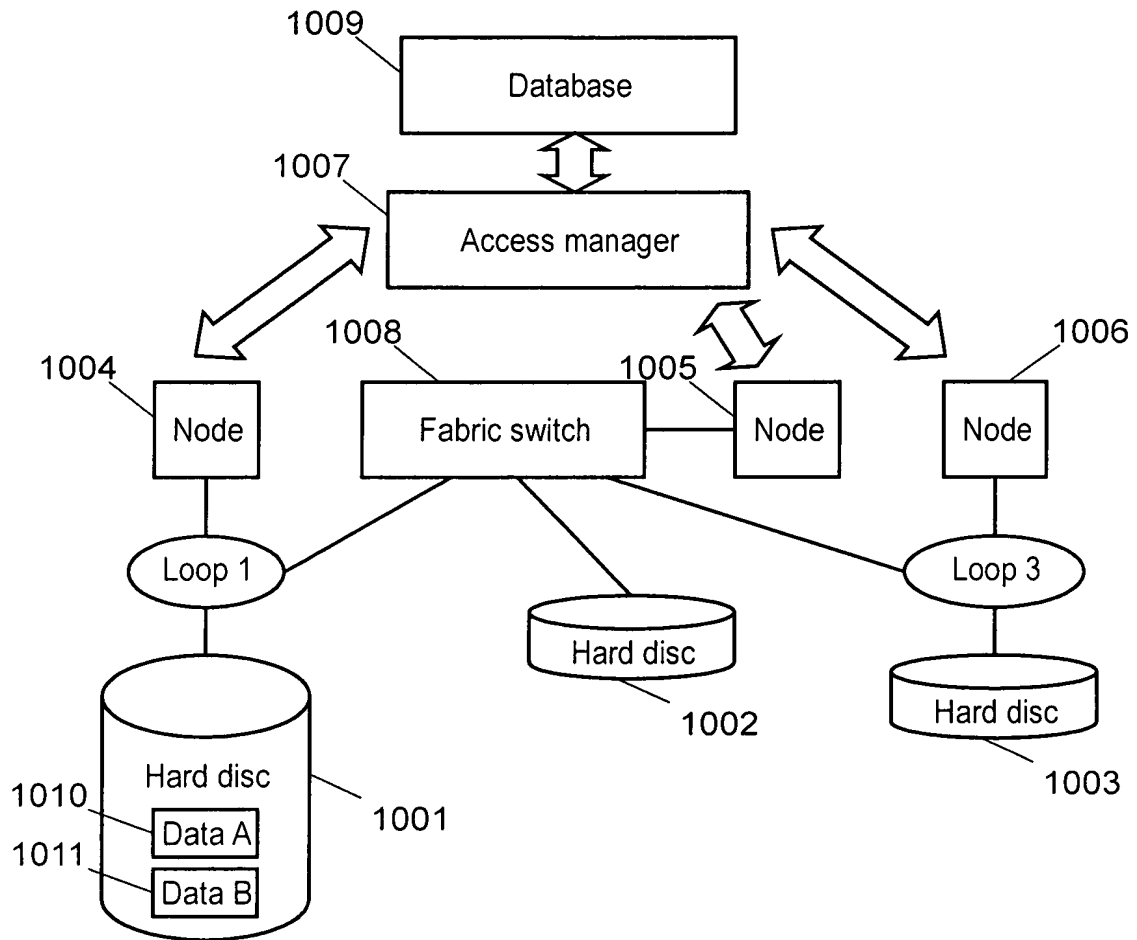 1009
Database
1007
Access manager
1008
1006
1004
1005
Node
Fabric switch
Node
Node
Loop 1
Loop 3
Hard disc
1002
Hard disc
1003
Hard disc
1001
1010
Data A
1011
Data B